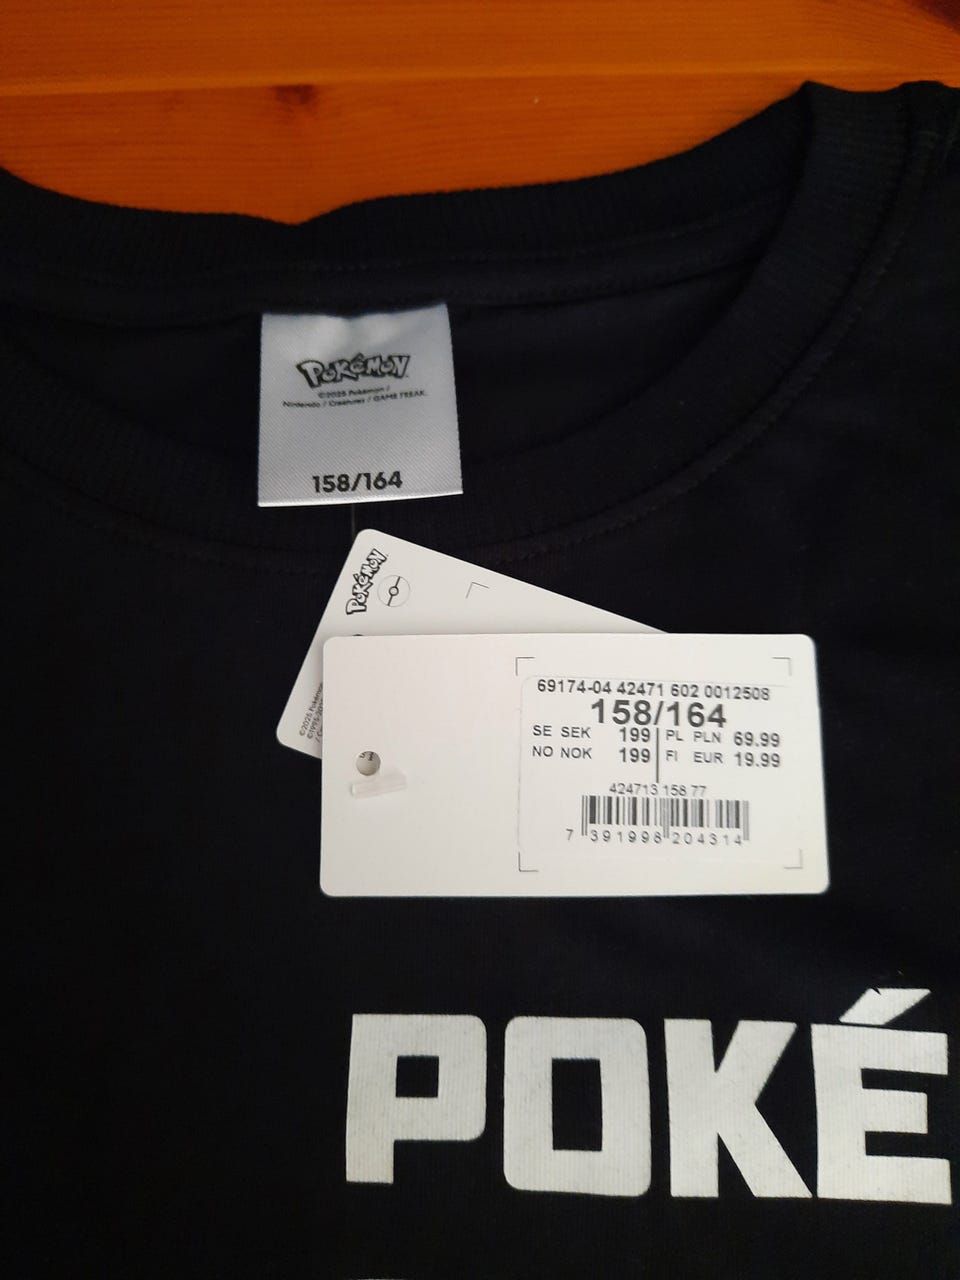 POKéMON
©2025 Pokémon /
Nintendo / Creatures / GAME FREAK.
158/164
POKéMON
©2025 Pokémon
69174-04 42471 602 0012508
158/164
SE SEK 199 PL PLN 69.99
NO NOK 199 FI EUR 19.99
424713 158 77
7 391998 204314
POKÉ